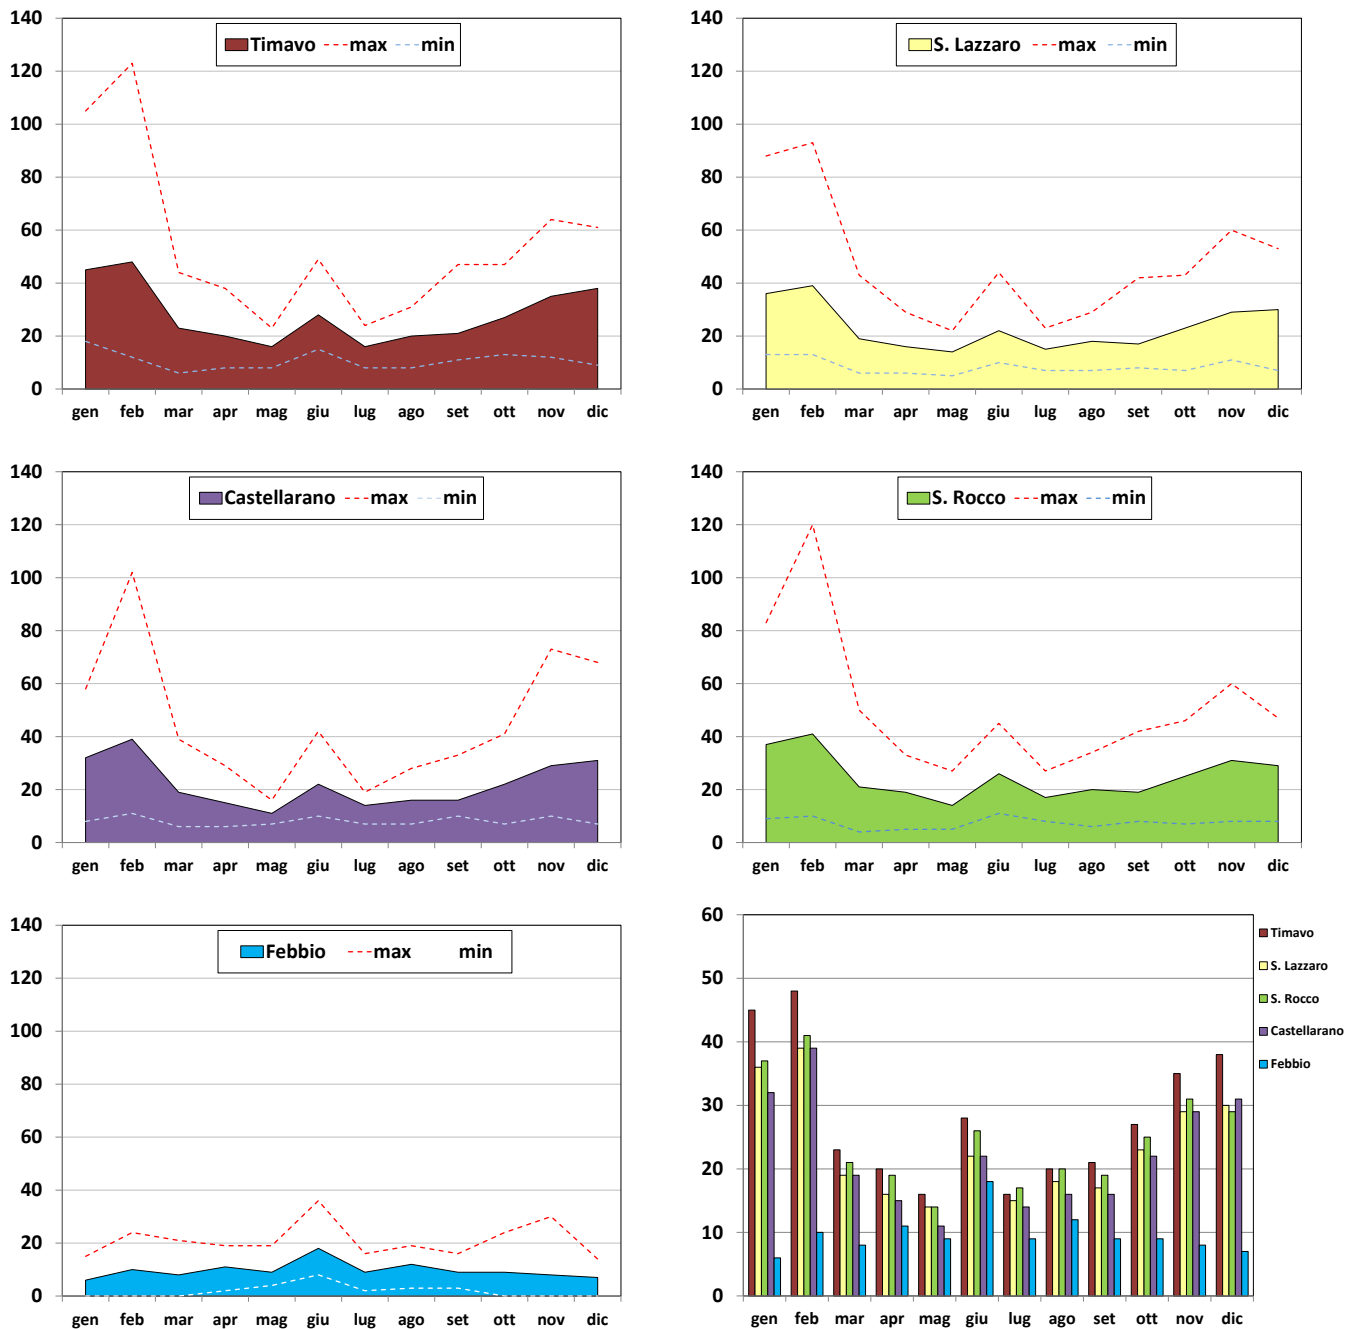 Timavo max min
140
120
100
80
60
40
20
0
gen feb mar apr mag giu lug ago set ott nov dic
S. Lazzaro max min
140
120
100
80
60
40
20
0
gen feb mar apr mag giu lug ago set ott nov dic
Castellarano max min
140
120
100
80
60
40
20
0
gen feb mar apr mag giu lug ago set ott nov dic
S. Rocco max min
140
120
100
80
60
40
20
0
gen feb mar apr mag giu lug ago set ott nov dic
Febbio max min
140
120
100
80
60
40
20
0
gen feb mar apr mag giu lug ago set ott nov dic
60
50
40
30
20
10
0
gen feb mar apr mag giu lug ago set ott nov dic
Timavo
S. Lazzaro
S. Rocco
Castellarano
Febbio